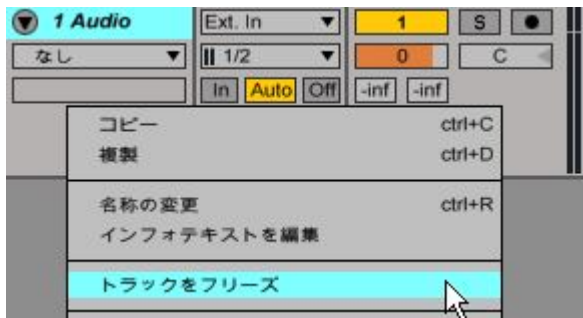 1 Audio Ext. In 1 S
なし 1/2 0 C
In Auto Off -inf -inf
コピー ctrl+C
複製 ctrl+D
名称の変更 ctrl+R
インフォテキストを編集
トラックをフリーズ